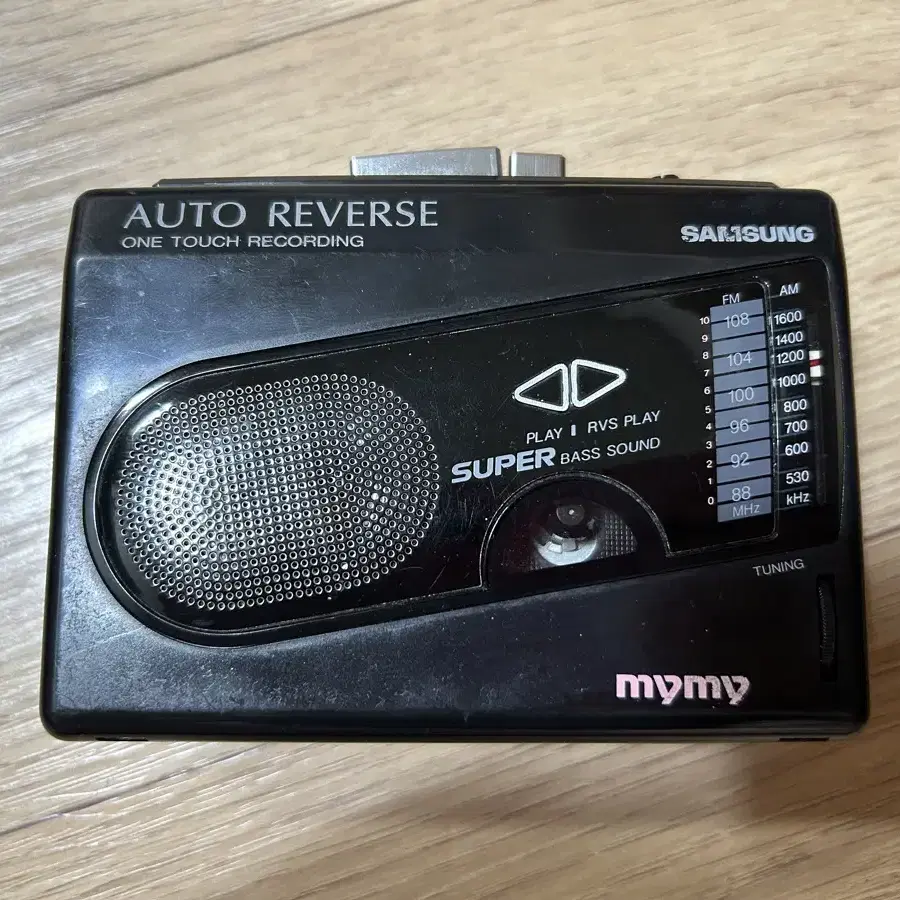 AUTO REVERSE
ONE TOUCH RECORDING
SAMSUNG
FM AM
10 108 1600
9 1400
8 104 1200
7
6 100 1000
5 800
4 96 700
3 600
2 92
1 530
0 88 kHz
MHz
PLAY RVS PLAY
SUPER BASS SOUND
TUNING
mymy